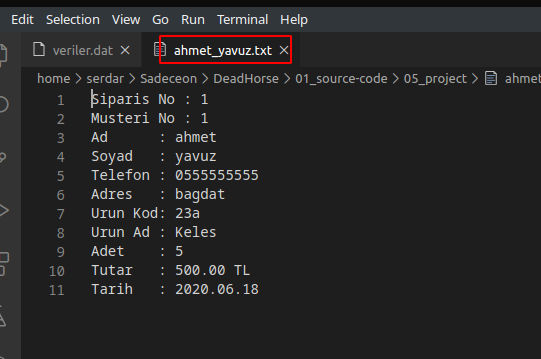 Edit Selection View Go Run Terminal Help
veriler.dat ahmet_yavuz.txt
home serdar Sadeceon DeadHorse 01_source-code 05_project ahmet
1 Siparis No : 1
2 Musteri No : 1
3 Ad : ahmet
4 Soyad : yavuz
5 Telefon : 0555555555
6 Adres : bagdat
7 Urun Kod: 23a
8 Urun Ad : Keles
9 Adet : 5
10 Tutar : 500.00 TL
11 Tarih : 2020.06.18